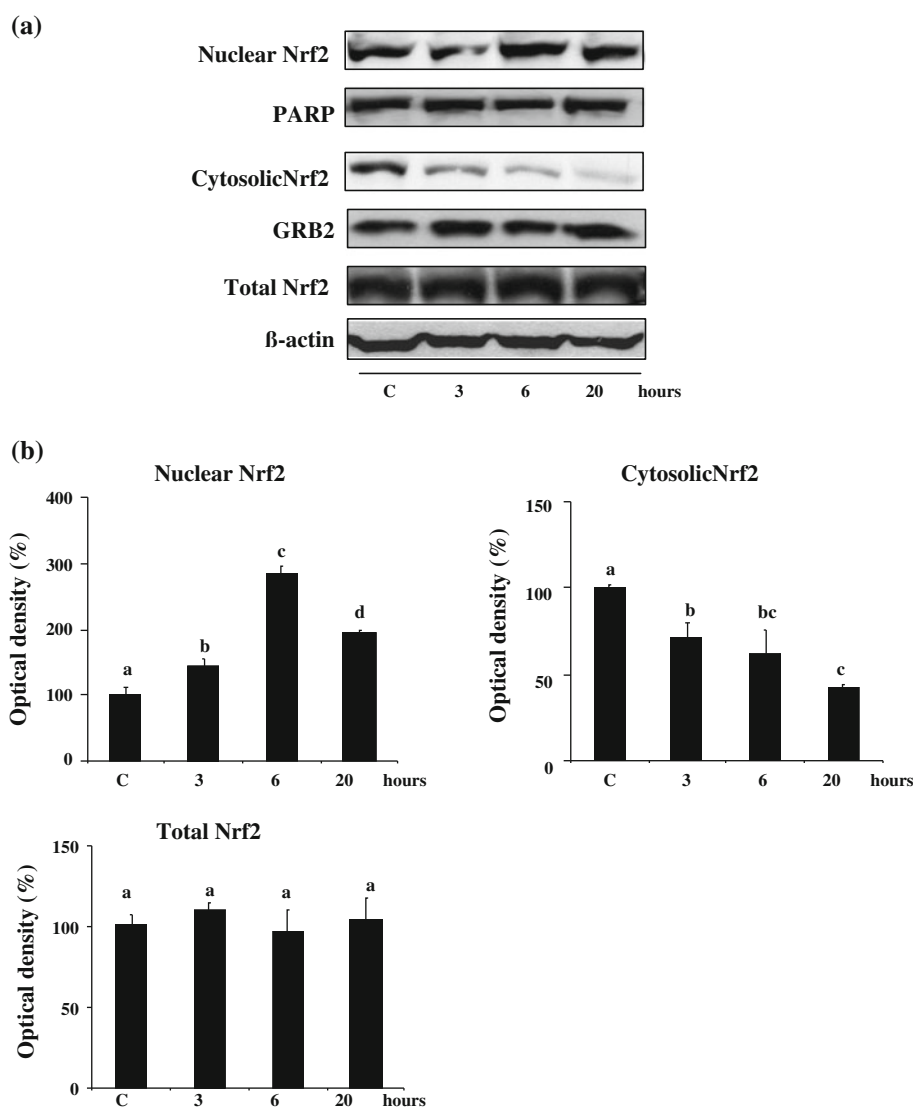 (a)
Nuclear Nrf2
PARP
CytosolicNrf2
GRB2
Total Nrf2
ß-actin
C 3 6 20 hours
(b)
Nuclear Nrf2
Optical density (%)
400
300
200
100
0
a b c d
C 3 6 20 hours
CytosolicNrf2
Optical density (%)
150
100
50
0
a b bc c
C 3 6 20 hours
Total Nrf2
Optical density (%)
150
100
50
0
a a a a
C 3 6 20 hours